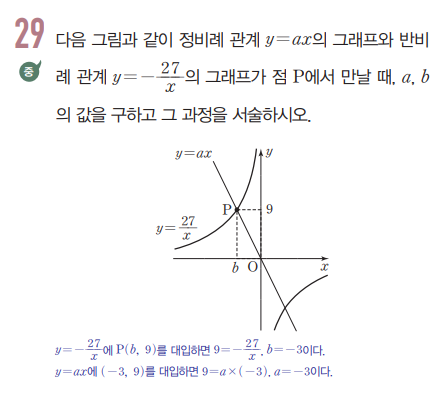 29 다음 그림과 같이 정비례 관계 y=ax의 그래프와 반비
중 례 관계 y=-27/x의 그래프가 점 P에서 만날 때, a, b
의 값을 구하고 그 과정을 서술하시오.
y=ax
y
P
9
y=27/x
b
O
x
y=-27/x에 P(b, 9)를 대입하면 9=-27/x, b=-3이다.
y=ax에 (-3, 9)를 대입하면 9=a×(-3), a=-3이다.